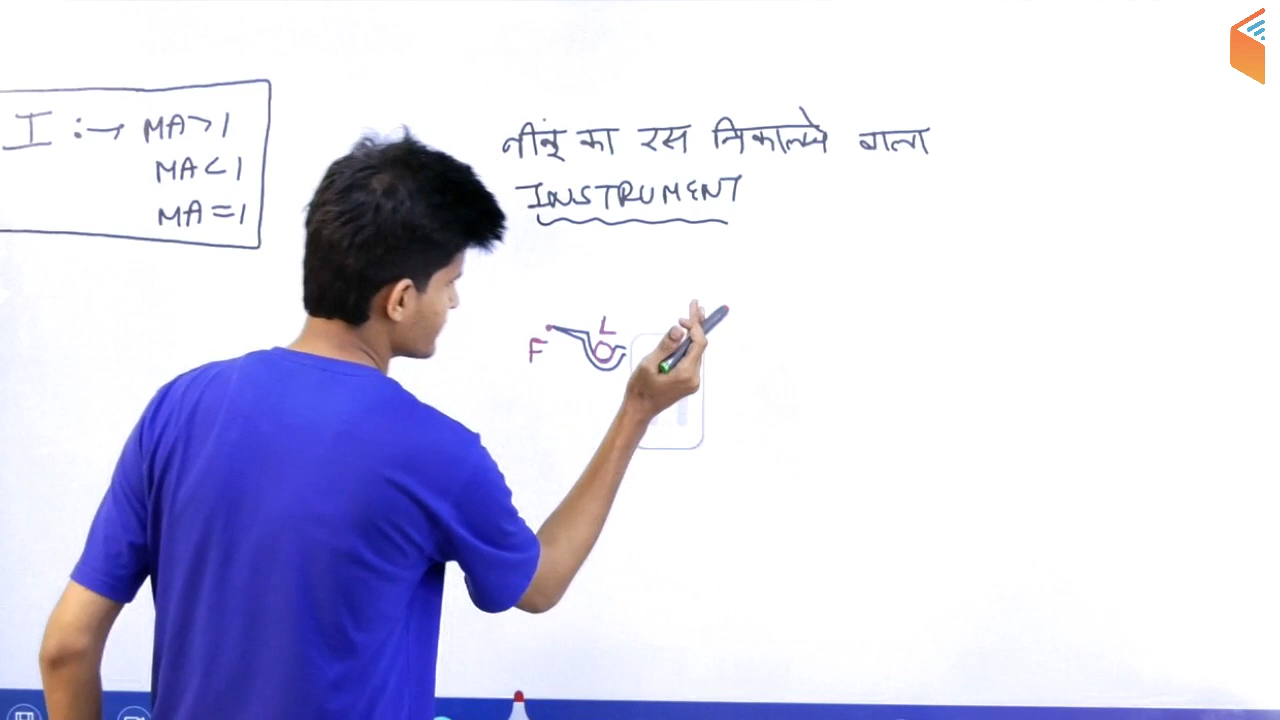 I :→ MA>1
MA<1
MA=1
नींबू का रस निकालने वाला
INSTRUMENT
L
F